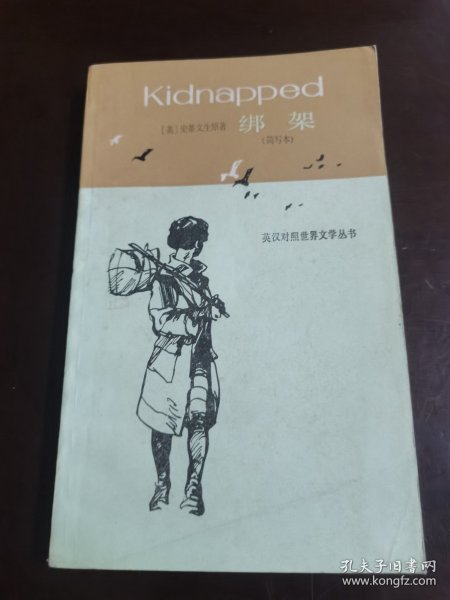 Kidnapped
[英]史蒂文生原著 绑架
(简写本)
英汉对照世界文学丛书
孔夫子旧书网
www.kongfz.com